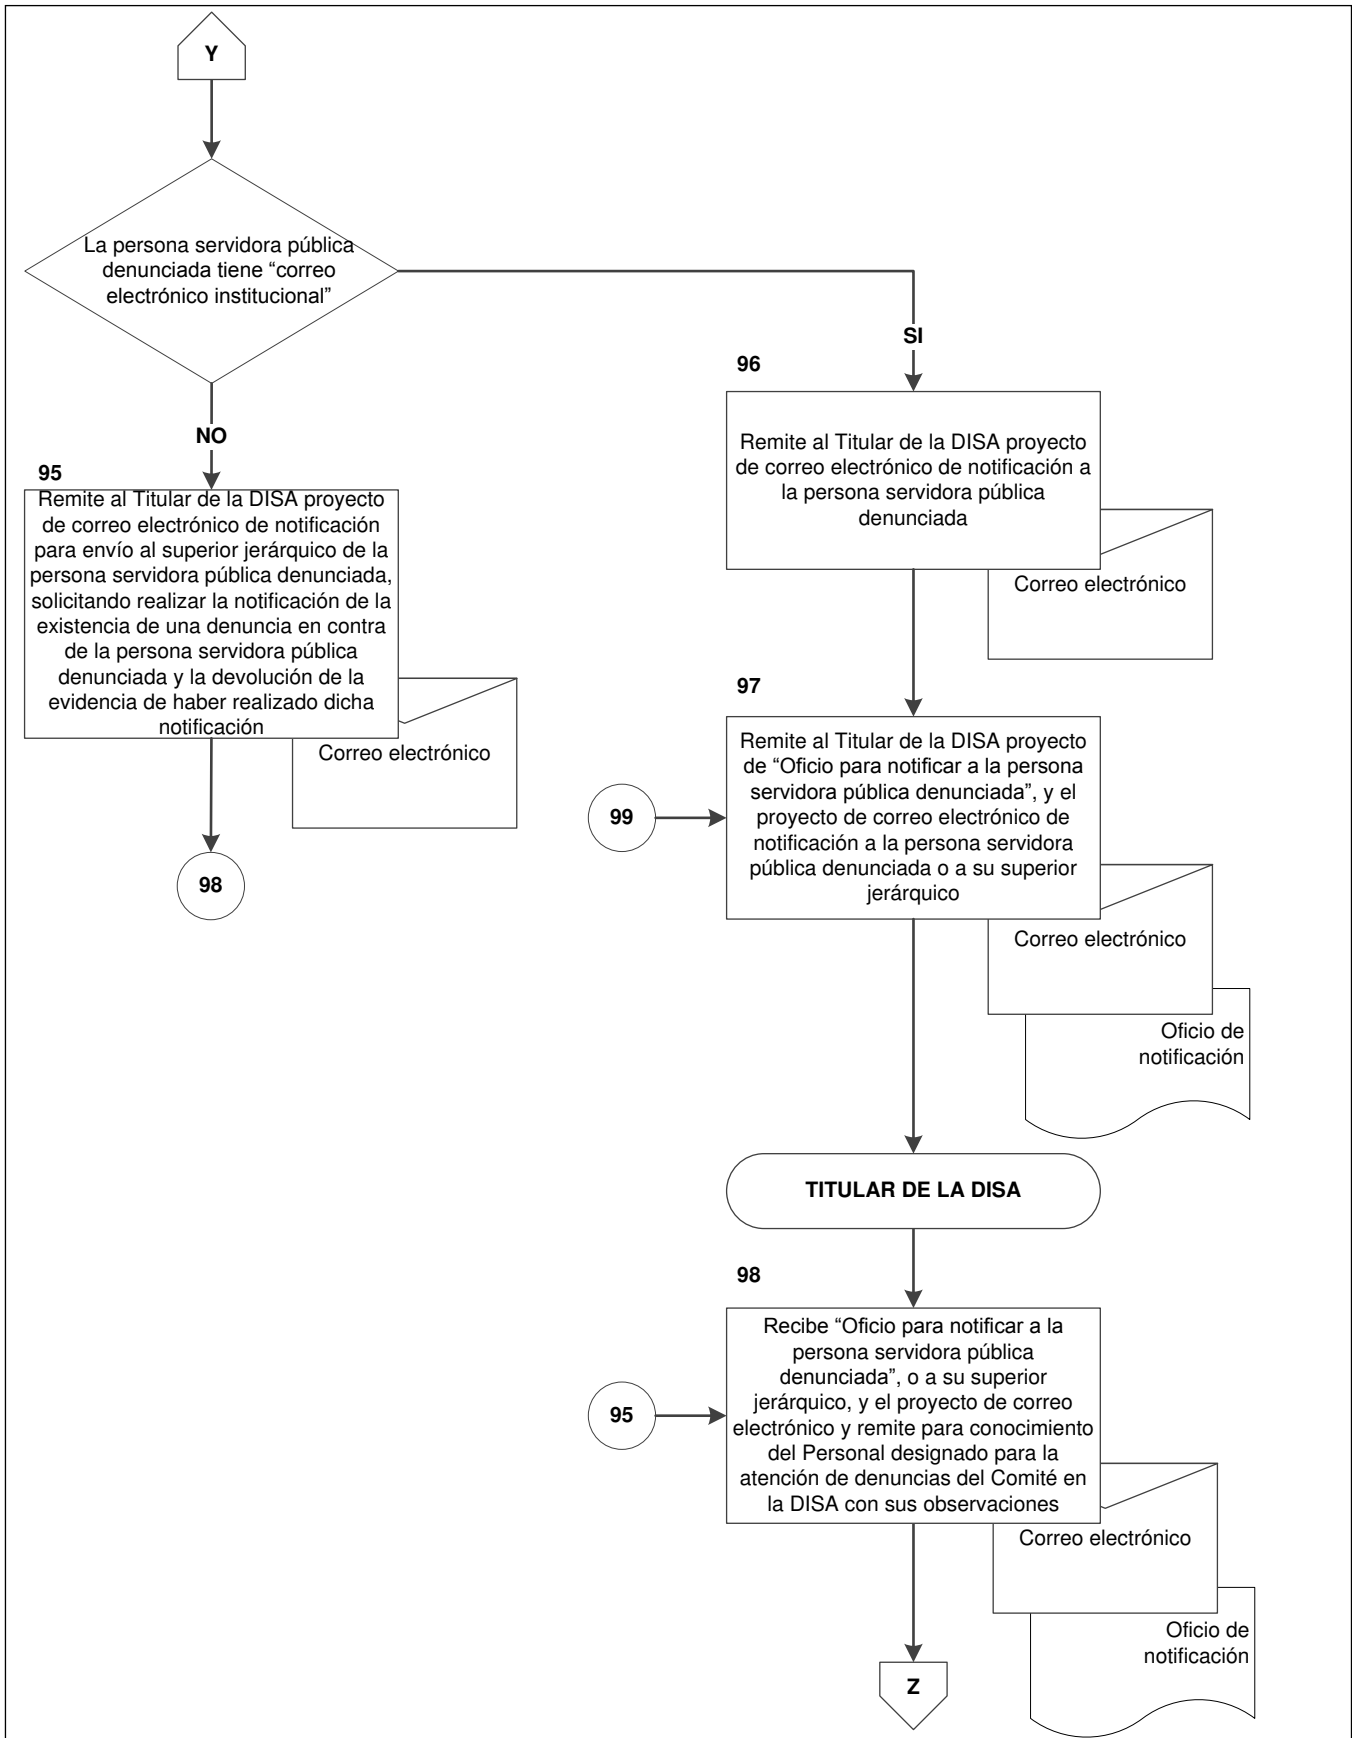 Y
La persona servidora pública
denunciada tiene “correo
electrónico institucional”
SI
NO
95
Remite al Titular de la DISA proyecto
de correo electrónico de notificación
para envío al superior jerárquico de la
persona servidora pública denunciada,
solicitando realizar la notificación de la
existencia de una denuncia en contra
de la persona servidora pública
denunciada y la devolución de la
evidencia de haber realizado dicha
notificación
Correo electrónico
98
96
Remite al Titular de la DISA proyecto
de correo electrónico de notificación a
la persona servidora pública
denunciada
Correo electrónico
97
Remite al Titular de la DISA proyecto
de “Oficio para notificar a la persona
servidora pública denunciada”, y el
proyecto de correo electrónico de
notificación a la persona servidora
pública denunciada o a su superior
jerárquico
99
Correo electrónico
Oficio de
notificación
TITULAR DE LA DISA
98
Recibe “Oficio para notificar a la
persona servidora pública
denunciada”, o a su superior
jerárquico, y el proyecto de correo
electrónico y remite para conocimiento
del Personal designado para la
atención de denuncias del Comité en
la DISA con sus observaciones
95
Correo electrónico
Oficio de
notificación
Z